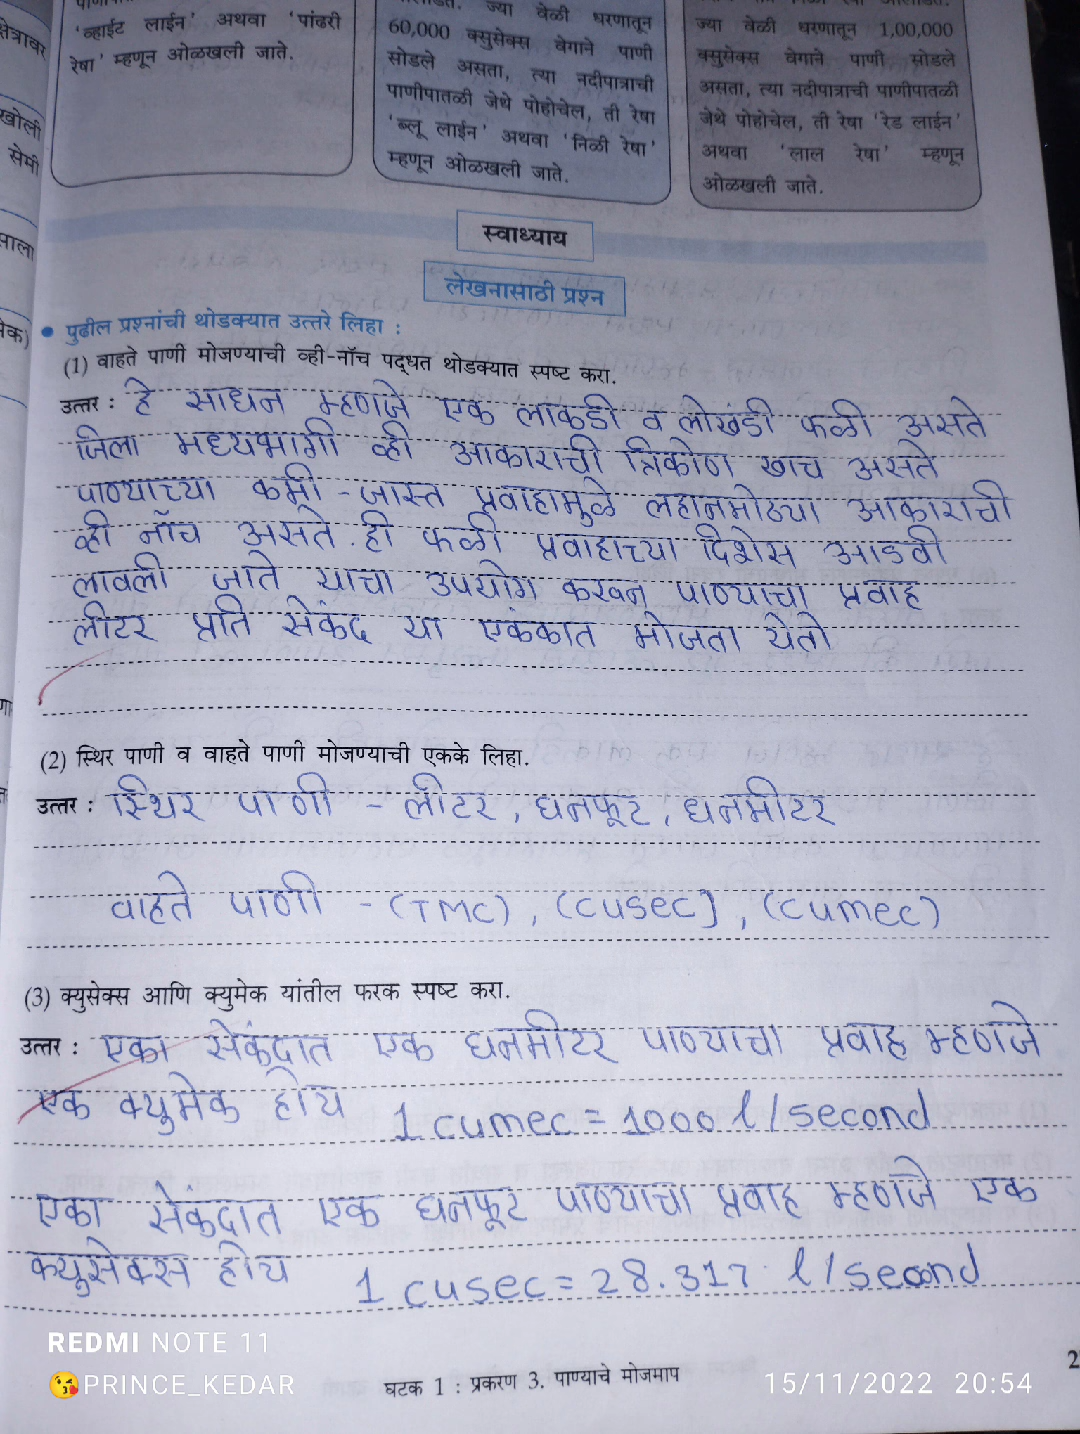 'व्हाईट लाईन' अथवा 'पांढरी
रेषा' म्हणून ओळखली जाते.
ज्या वेळी धरणातून
60,000 क्युसेक्स वेगाने पाणी
सोडले असता, त्या नदीपात्राची
पाणीपातळी जेथे पोहोचेल, ती रेषा
'ब्लू लाईन' अथवा 'निळी रेषा'
म्हणून ओळखली जाते.
ज्या वेळी धरणातून 1,00,000
क्युसेक्स वेगाने पाणी सोडले
असता, त्या नदीपात्राची पाणीपातळी
जेथे पोहोचेल, ती रेषा 'रेड लाईन'
अथवा 'लाल रेषा' म्हणून
ओळखली जाते.
क्षेत्रावर
खोली
सेमी
स्वाध्याय
लेखनासाठी प्रश्न
• पुढील प्रश्नांची थोडक्यात उत्तरे लिहा :
(1) वाहते पाणी मोजण्याची व्ही-नॉच पद्धत थोडक्यात स्पष्ट करा.
उत्तर : हे साधन म्हणजे एक लाकडी व लोखंडी फळी असते
जिला मध्यभागी व्ही आकाराची त्रिकोण खाच असते
पाण्याच्या कमी - जास्त प्रवाहामुळे लहानमोठ्या आकाराची
व्ही नॉच असते. ही फळी प्रवाहाच्या दिशेस आडवी
लावली जाते याचा उपयोग करून पाण्याचा प्रवाह
लीटर प्रति सेकंद या एककात मोजता येतो
(2) स्थिर पाणी व वाहते पाणी मोजण्याची एकके लिहा.
उत्तर : स्थिर पाणी - लीटर, घनफूट, घनमीटर
वाहते पाणी - (TMC), (cusec), (cumec)
(3) क्युसेक्स आणि क्युमेक यांतील फरक स्पष्ट करा.
उत्तर : एका सेकंदात एक घनमीटर पाण्याचा प्रवाह म्हणजे
एक क्युमेक होय 1 cumec = 1000 l/second
एका सेकंदात एक घनफूट पाण्याचा प्रवाह म्हणजे एक
क्युसेक्स होय 1 cusec = 28.317 l/second
REDMI NOTE 11
😘PRINCE_KEDAR
घटक 1 : प्रकरण 3. पाण्याचे मोजमाप
15/11/2022 20:54